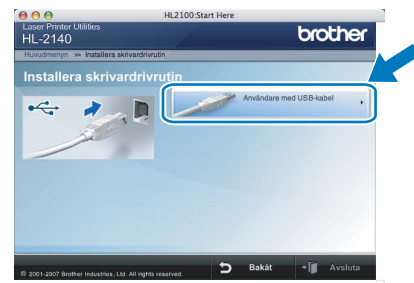 HL2100:Start Here
Laser Printer Utilities
HL-2140
brother
Huvudmenyn >> Installera skrivardrivrutin
Installera skrivardrivrutin
Användare med USB-kabel
© 2001-2007 Brother Industries, Ltd. All rights reserved.
Bakåt
Avsluta